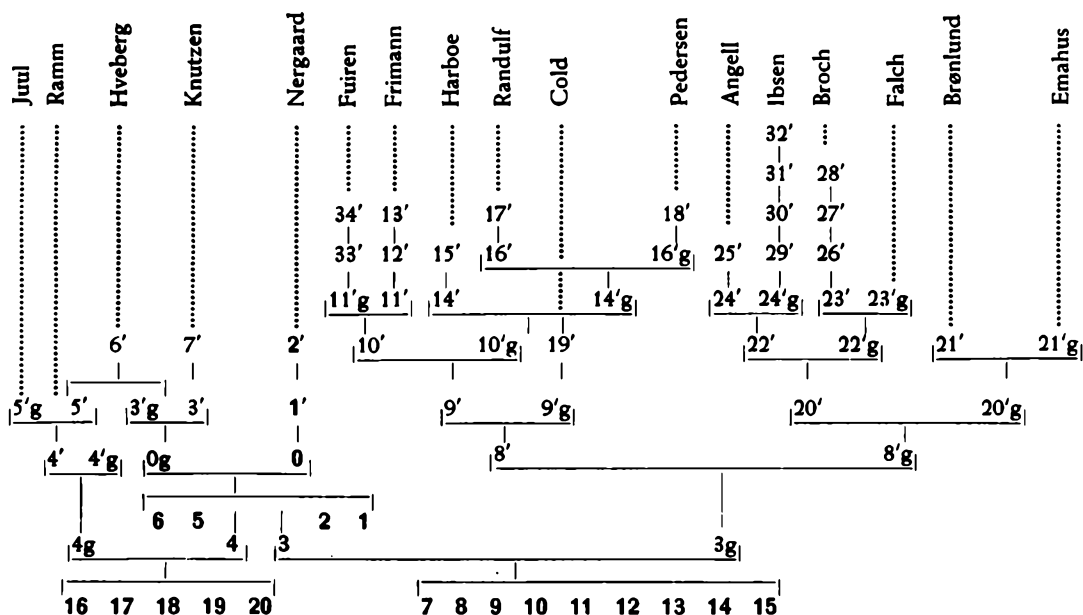 Juul Ramm Hveberg Knutzen Nergaard Fuiren Frimann Harboe Randulf Cold Pedersen Angell Ibsen Broch Falch Brønlund Emahus
32'
31' 28'
34' 13' 17' 18' 30' 27'
33' 12' 15' 16' 16'g 25' 29' 26'
11'g 11' 14' 14'g 24' 24'g 23' 23'g
6' 7' 2' 10' 10'g 19' 22' 22'g 21' 21'g
5'g 5' 3'g 3' 1' 9' 9'g 20' 20'g
4' 4'g 0g 0 8' 8'g
6 5 2 1
4g 4 3 3g
16 17 18 19 20 7 8 9 10 11 12 13 14 15